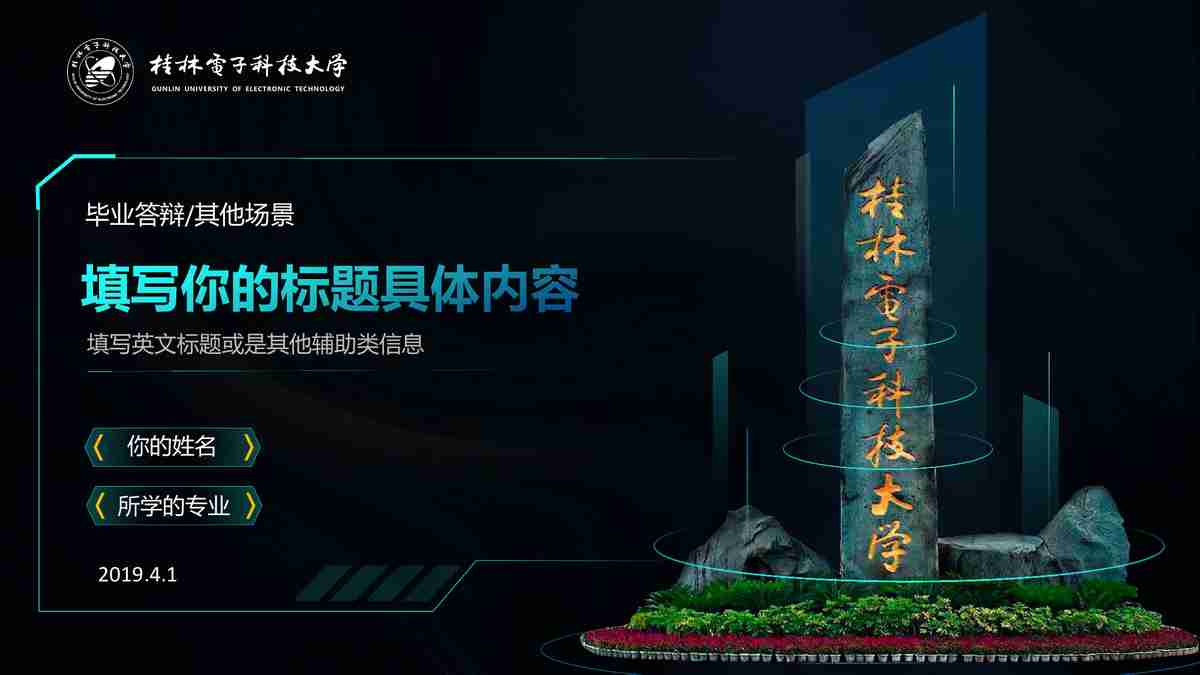 桂林電子科技大学
GUNLIN UNIVERSITY OF ELECTRONIC TECHNOLOGY
毕业答辩/其他场景
填写你的标题具体内容
填写英文标题或是其他辅助类信息
你的姓名
所学的专业
2019.4.1
桂林電子科技大学